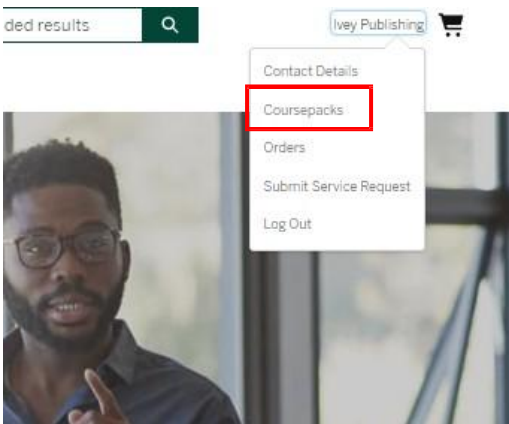 ded results
Ivey Publishing
Contact Details
Coursepacks
Orders
Submit Service Request
Log Out